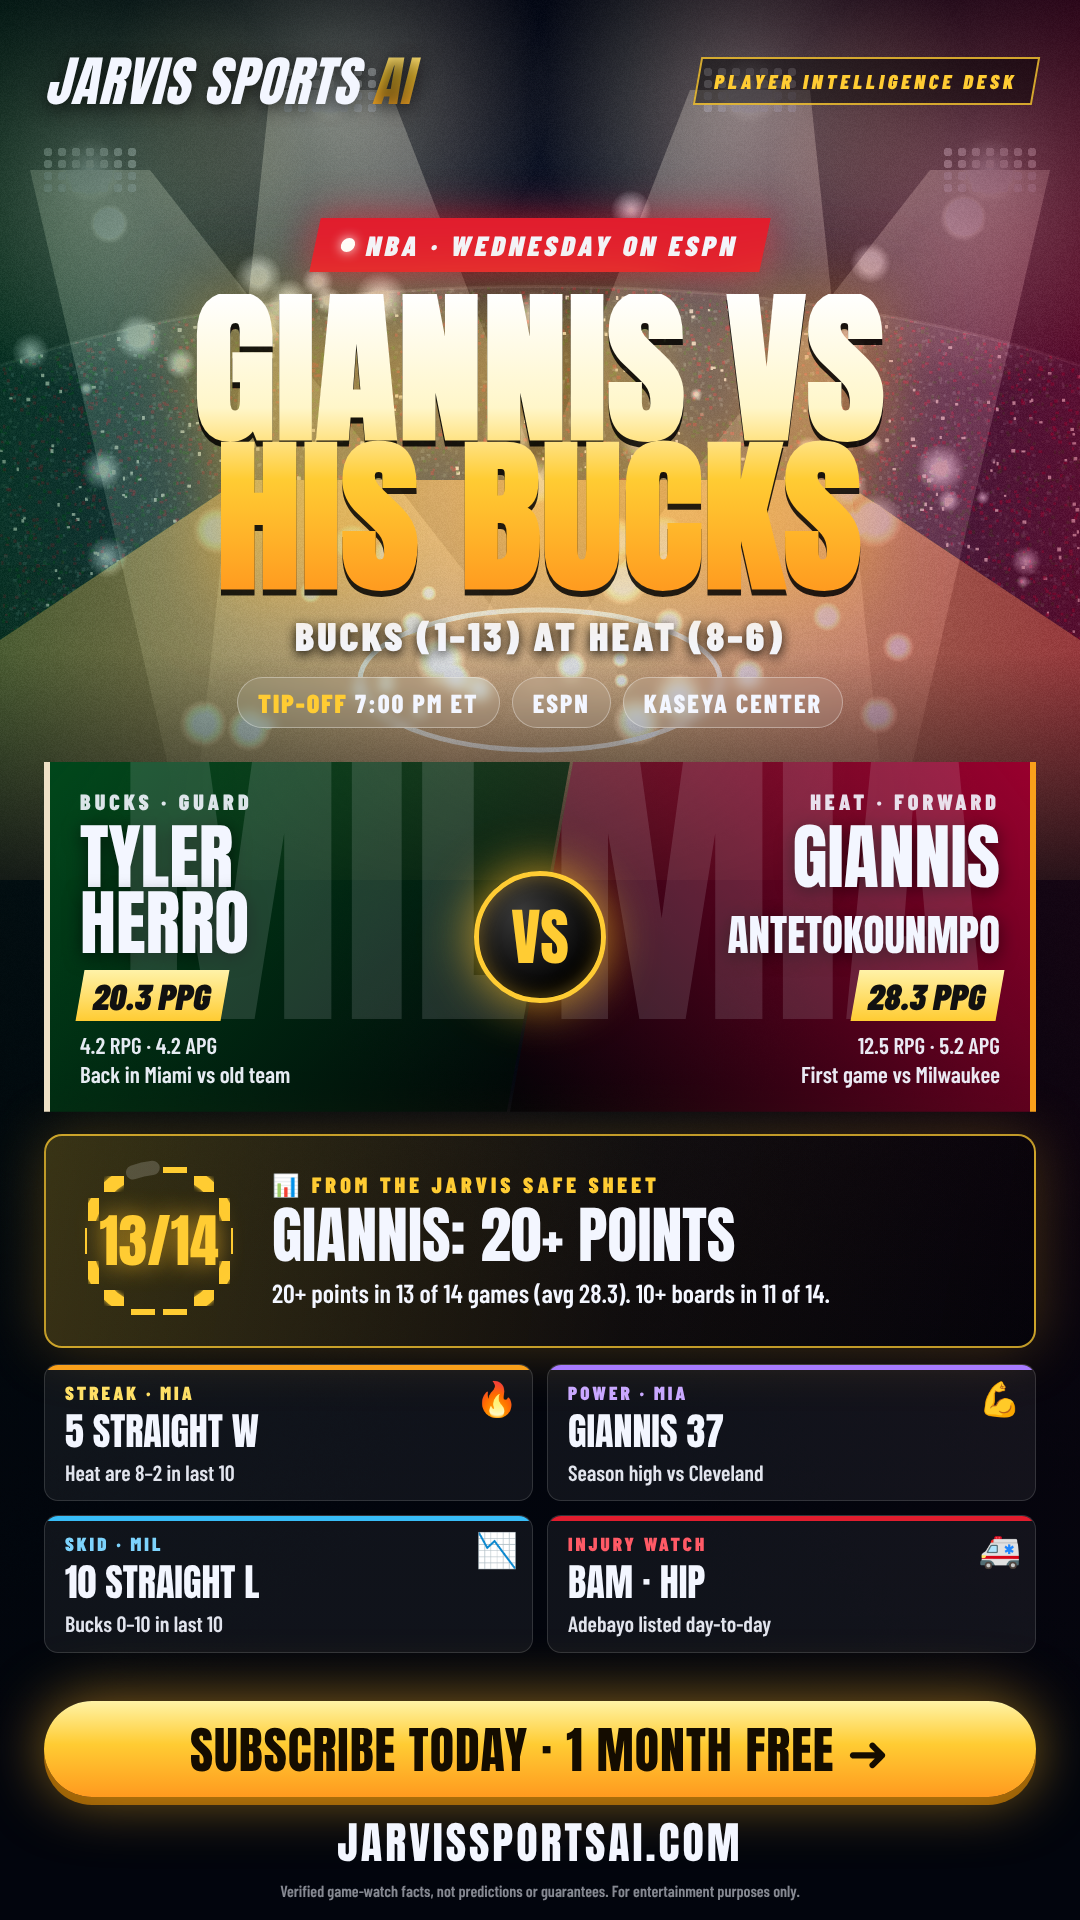 JARVIS SPORTS AI
PLAYER INTELLIGENCE DESK
NBA · WEDNESDAY ON ESPN
GIANNIS VS
HIS BUCKS
BUCKS (1-13) AT HEAT (8-6)
TIP-OFF 7:00 PM ET
ESPN
KASEYA CENTER
MIL
MIA
BUCKS · GUARD
TYLER
HERRO
20.3 PPG
4.2 RPG · 4.2 APG
Back in Miami vs old team
VS
HEAT · FORWARD
GIANNIS
ANTETOKOUNMPO
28.3 PPG
12.5 RPG · 5.2 APG
First game vs Milwaukee
13/14
📊 FROM THE JARVIS SAFE SHEET
GIANNIS: 20+ POINTS
20+ points in 13 of 14 games (avg 28.3). 10+ boards in 11 of 14.
STREAK · MIA
5 STRAIGHT W
Heat are 8-2 in last 10
POWER · MIA
GIANNIS 37
Season high vs Cleveland
SKID · MIL
10 STRAIGHT L
Bucks 0-10 in last 10
INJURY WATCH
BAM · HIP
Adebayo listed day-to-day
SUBSCRIBE TODAY · 1 MONTH FREE →
JARVISSPORTSAI.COM
Verified game-watch facts, not predictions or guarantees. For entertainment purposes only.